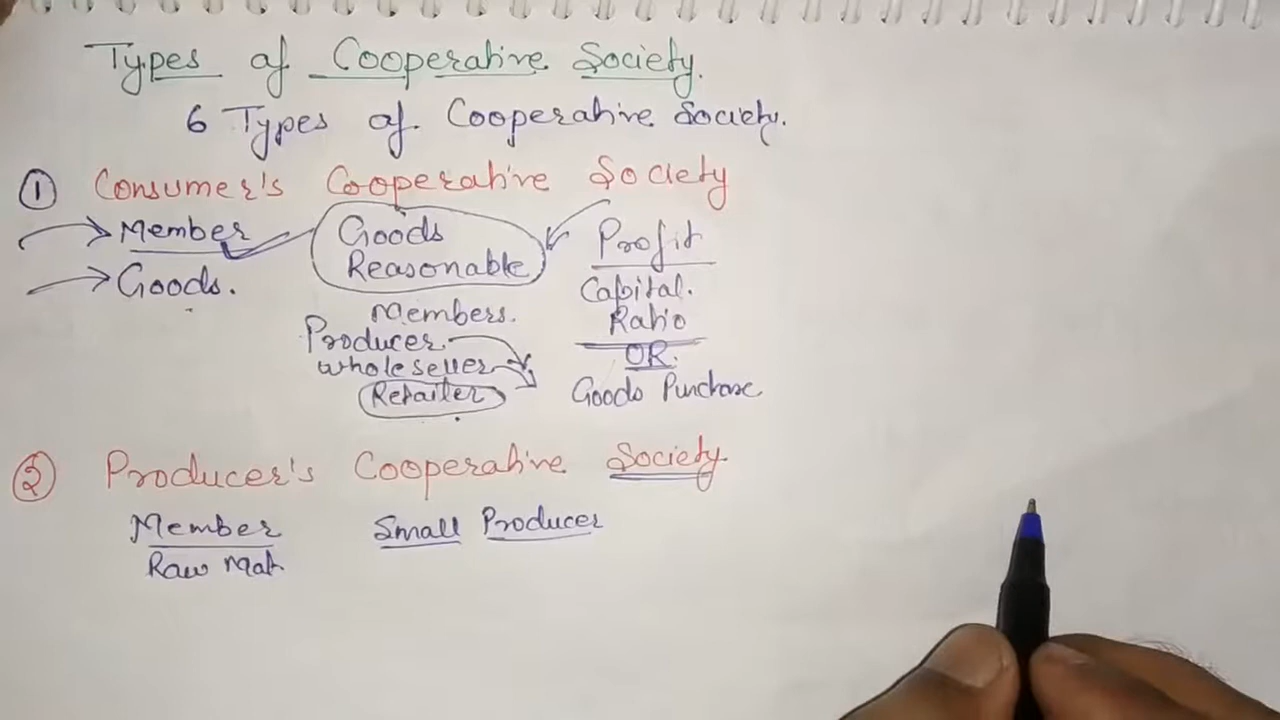 Types of Cooperative Society.
6 Types of Cooperative Society.
① Consumer's Cooperative Society
Member
Goods.
Goods
Reasonable
Members.
Producer.
wholeseller
Retailer
Profit
Capital.
Ratio
OR.
Goods Purchase
② Producer's Cooperative Society
Member Small Producer
Raw Mat